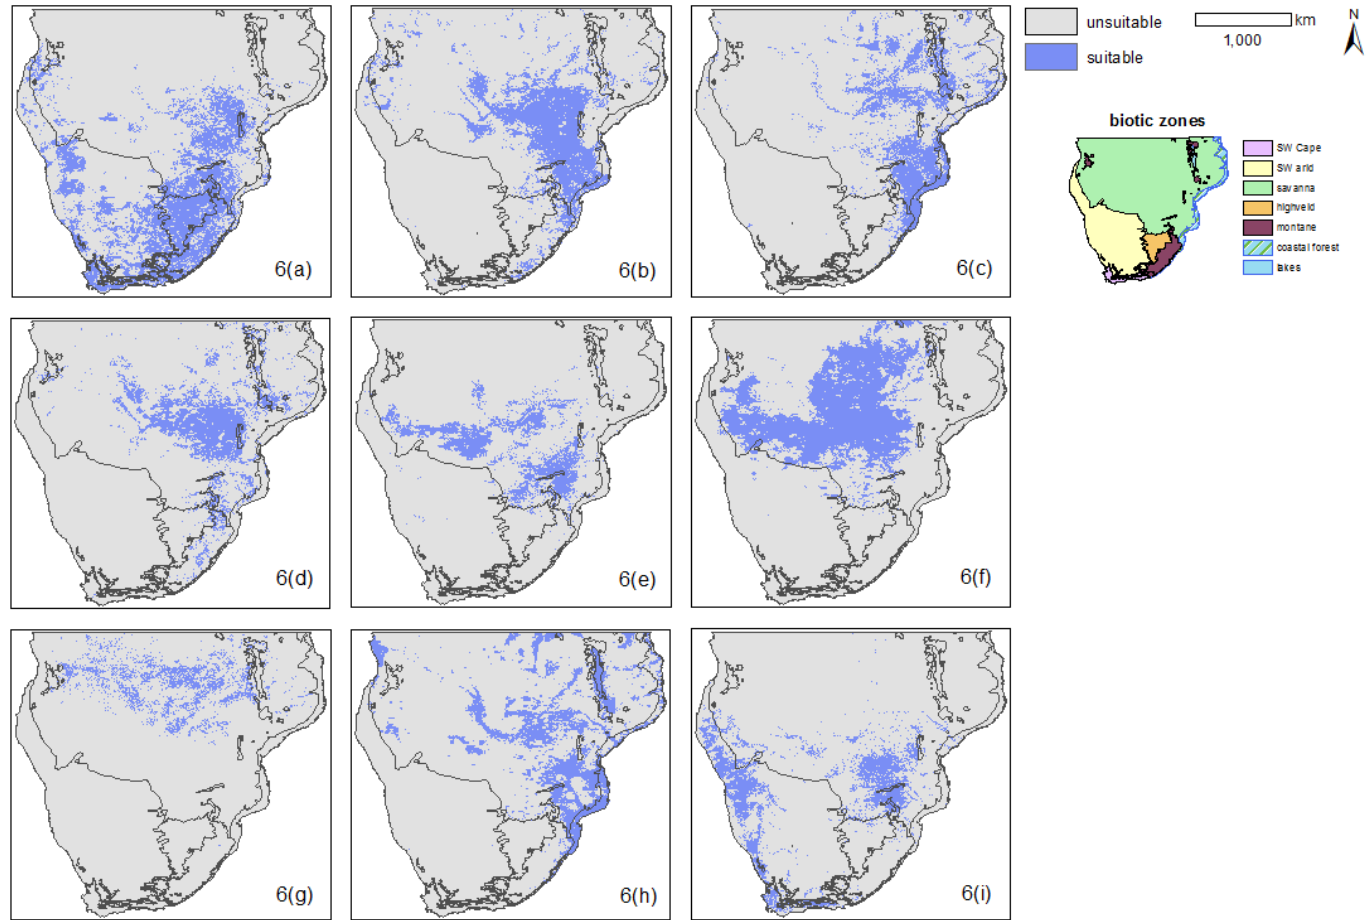 unsuitable
km
N
suitable
1,000
biotic zones
SW Cape
SW arid
savanna
highveld
montane
coastal forest
lakes
6(a)
6(b)
6(c)
6(d)
6(e)
6(f)
6(g)
6(h)
6(i)